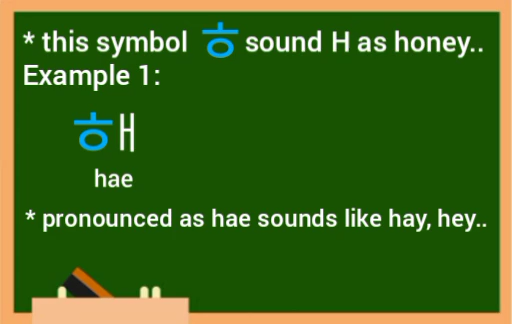 * this symbol ㅎ sound H as honey..
Example 1:
해
hae
* pronounced as hae sounds like hay, hey..